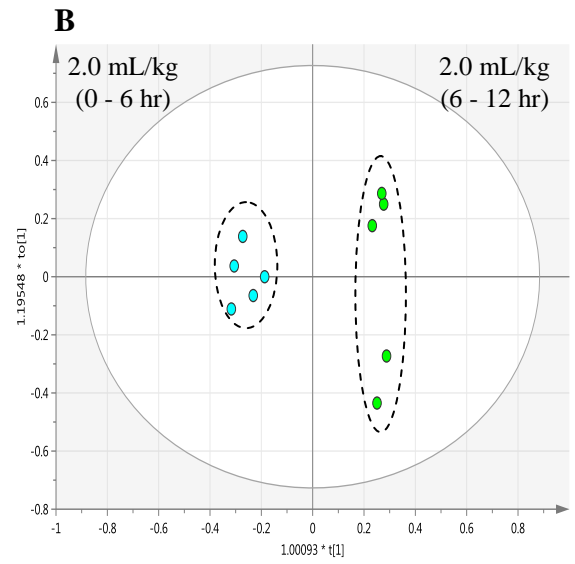 B
2.0 mL/kg
(0 - 6 hr)
2.0 mL/kg
(6 - 12 hr)
0.6
0.4
0.2
0
-0.2
-0.4
-0.6
-0.8
1.19548 * to[1]
-1
-0.8
-0.6
-0.4
-0.2
0
0.2
0.4
0.6
0.8
1.00093 * t[1]